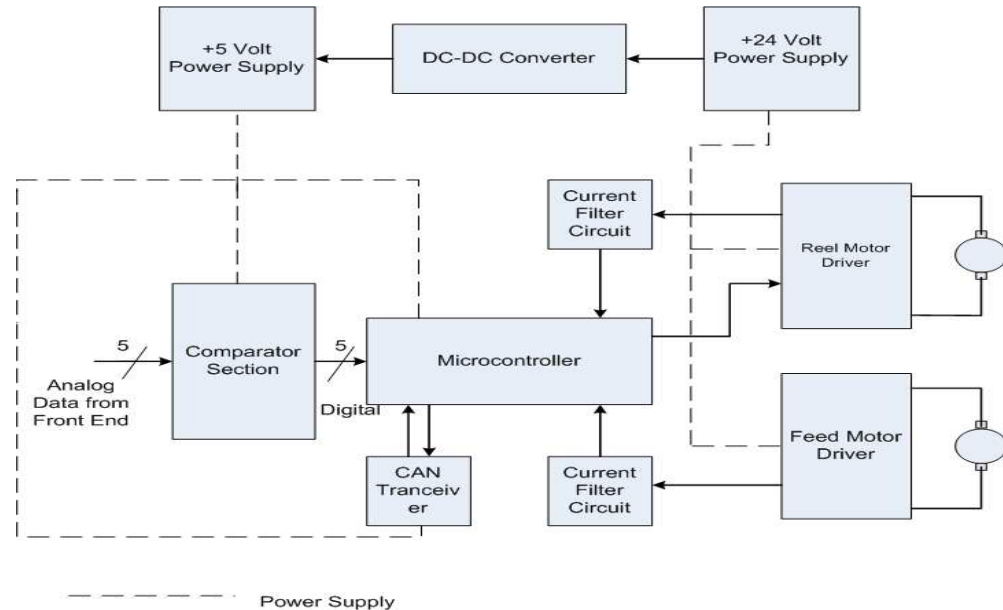 +5 Volt
Power Supply
DC-DC Converter
+24 Volt
Power Supply
Current
Filter
Circuit
Reel Motor
Driver
5
Comparator
Section
5
Microcontroller
Analog
Data from
Front End
Digital
CAN
Tranceiv
er
Current
Filter
Circuit
Feed Motor
Driver
Power Supply